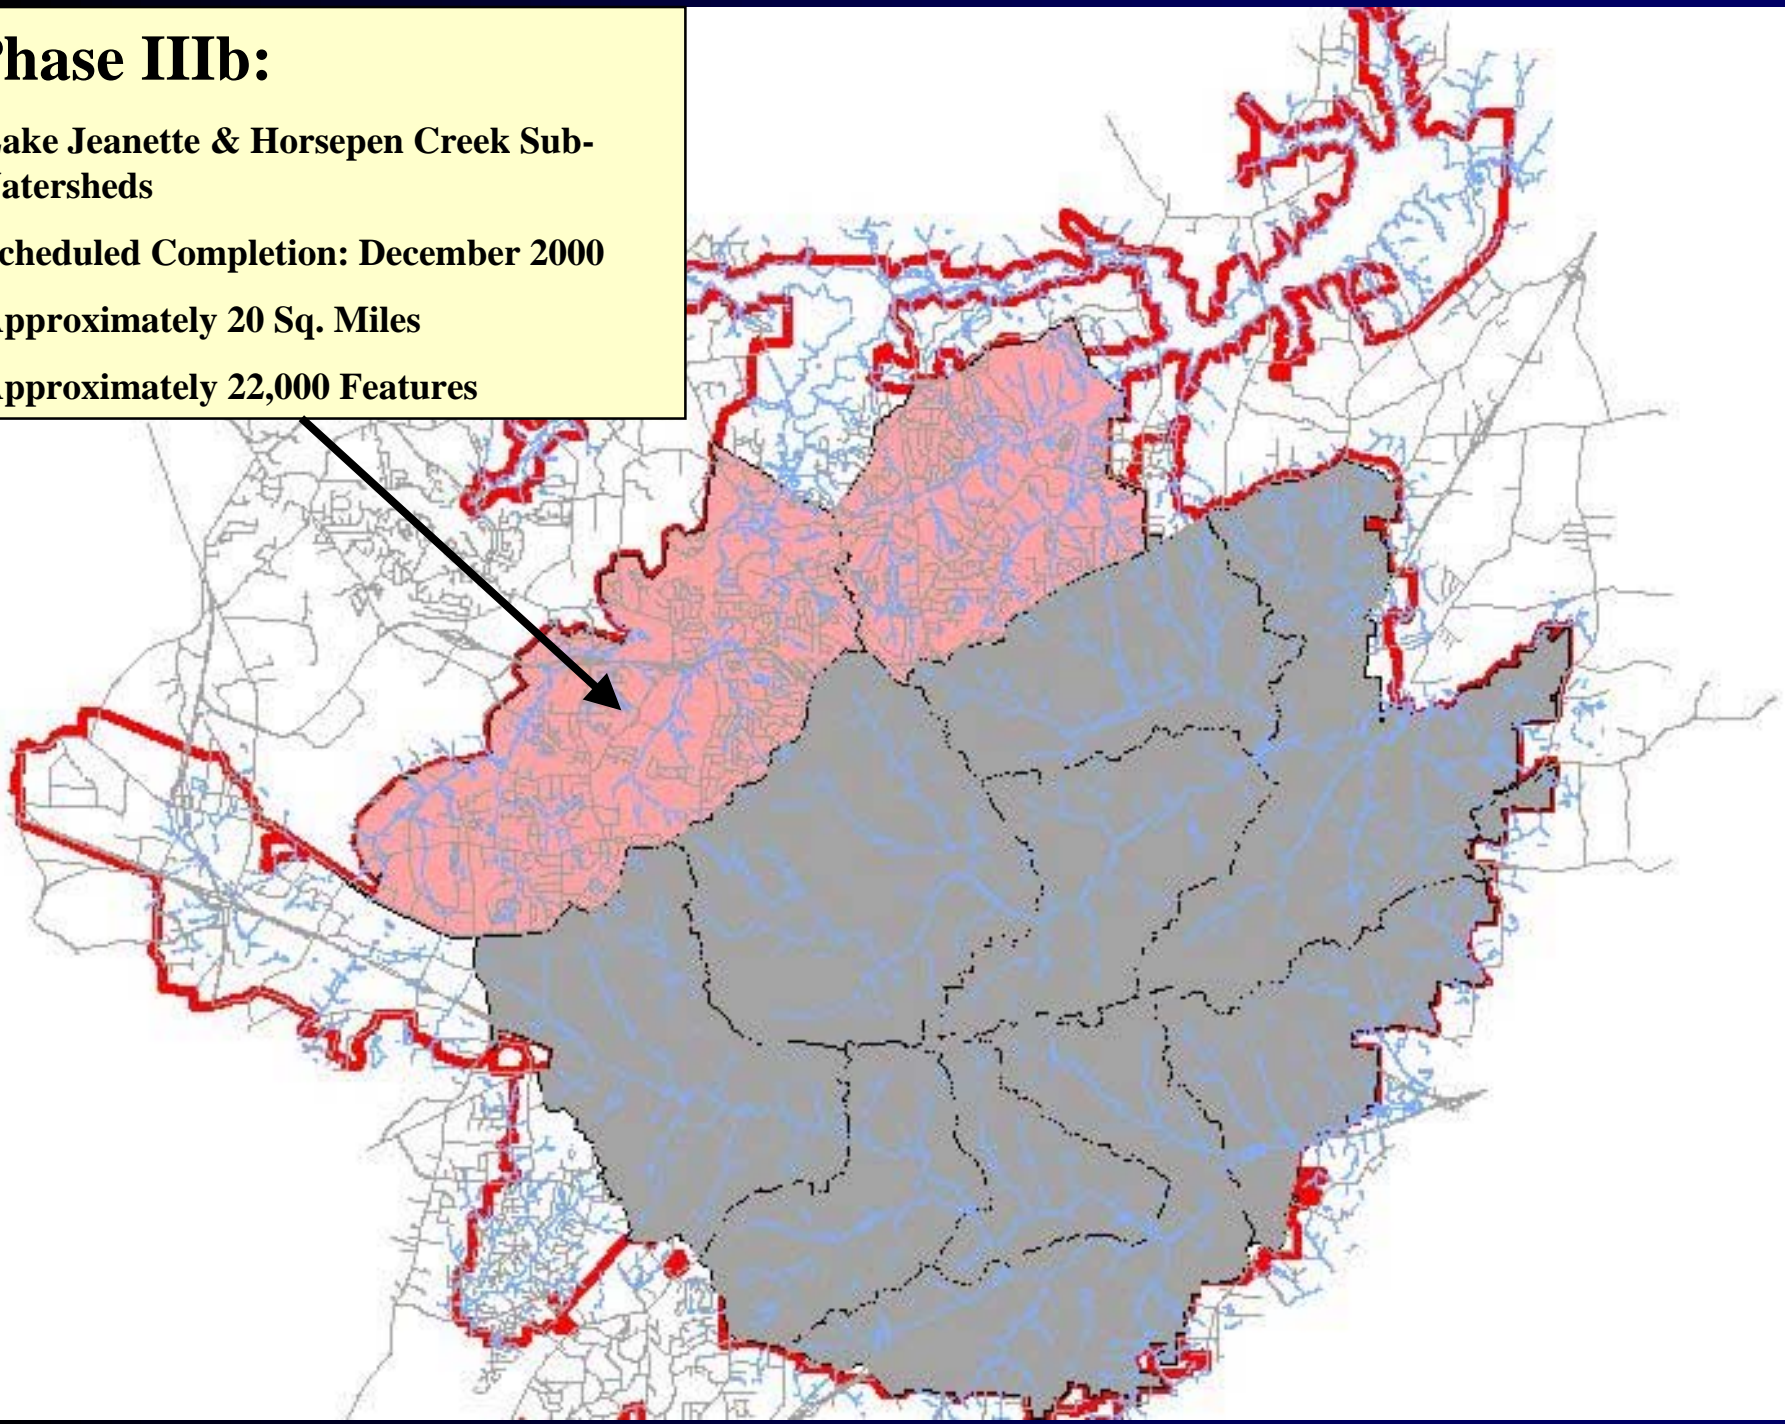 hase IIIb:
ake Jeanette & Horsepen Creek Sub-
atersheds
cheduled Completion: December 2000
pproximately 20 Sq. Miles
pproximately 22,000 Features